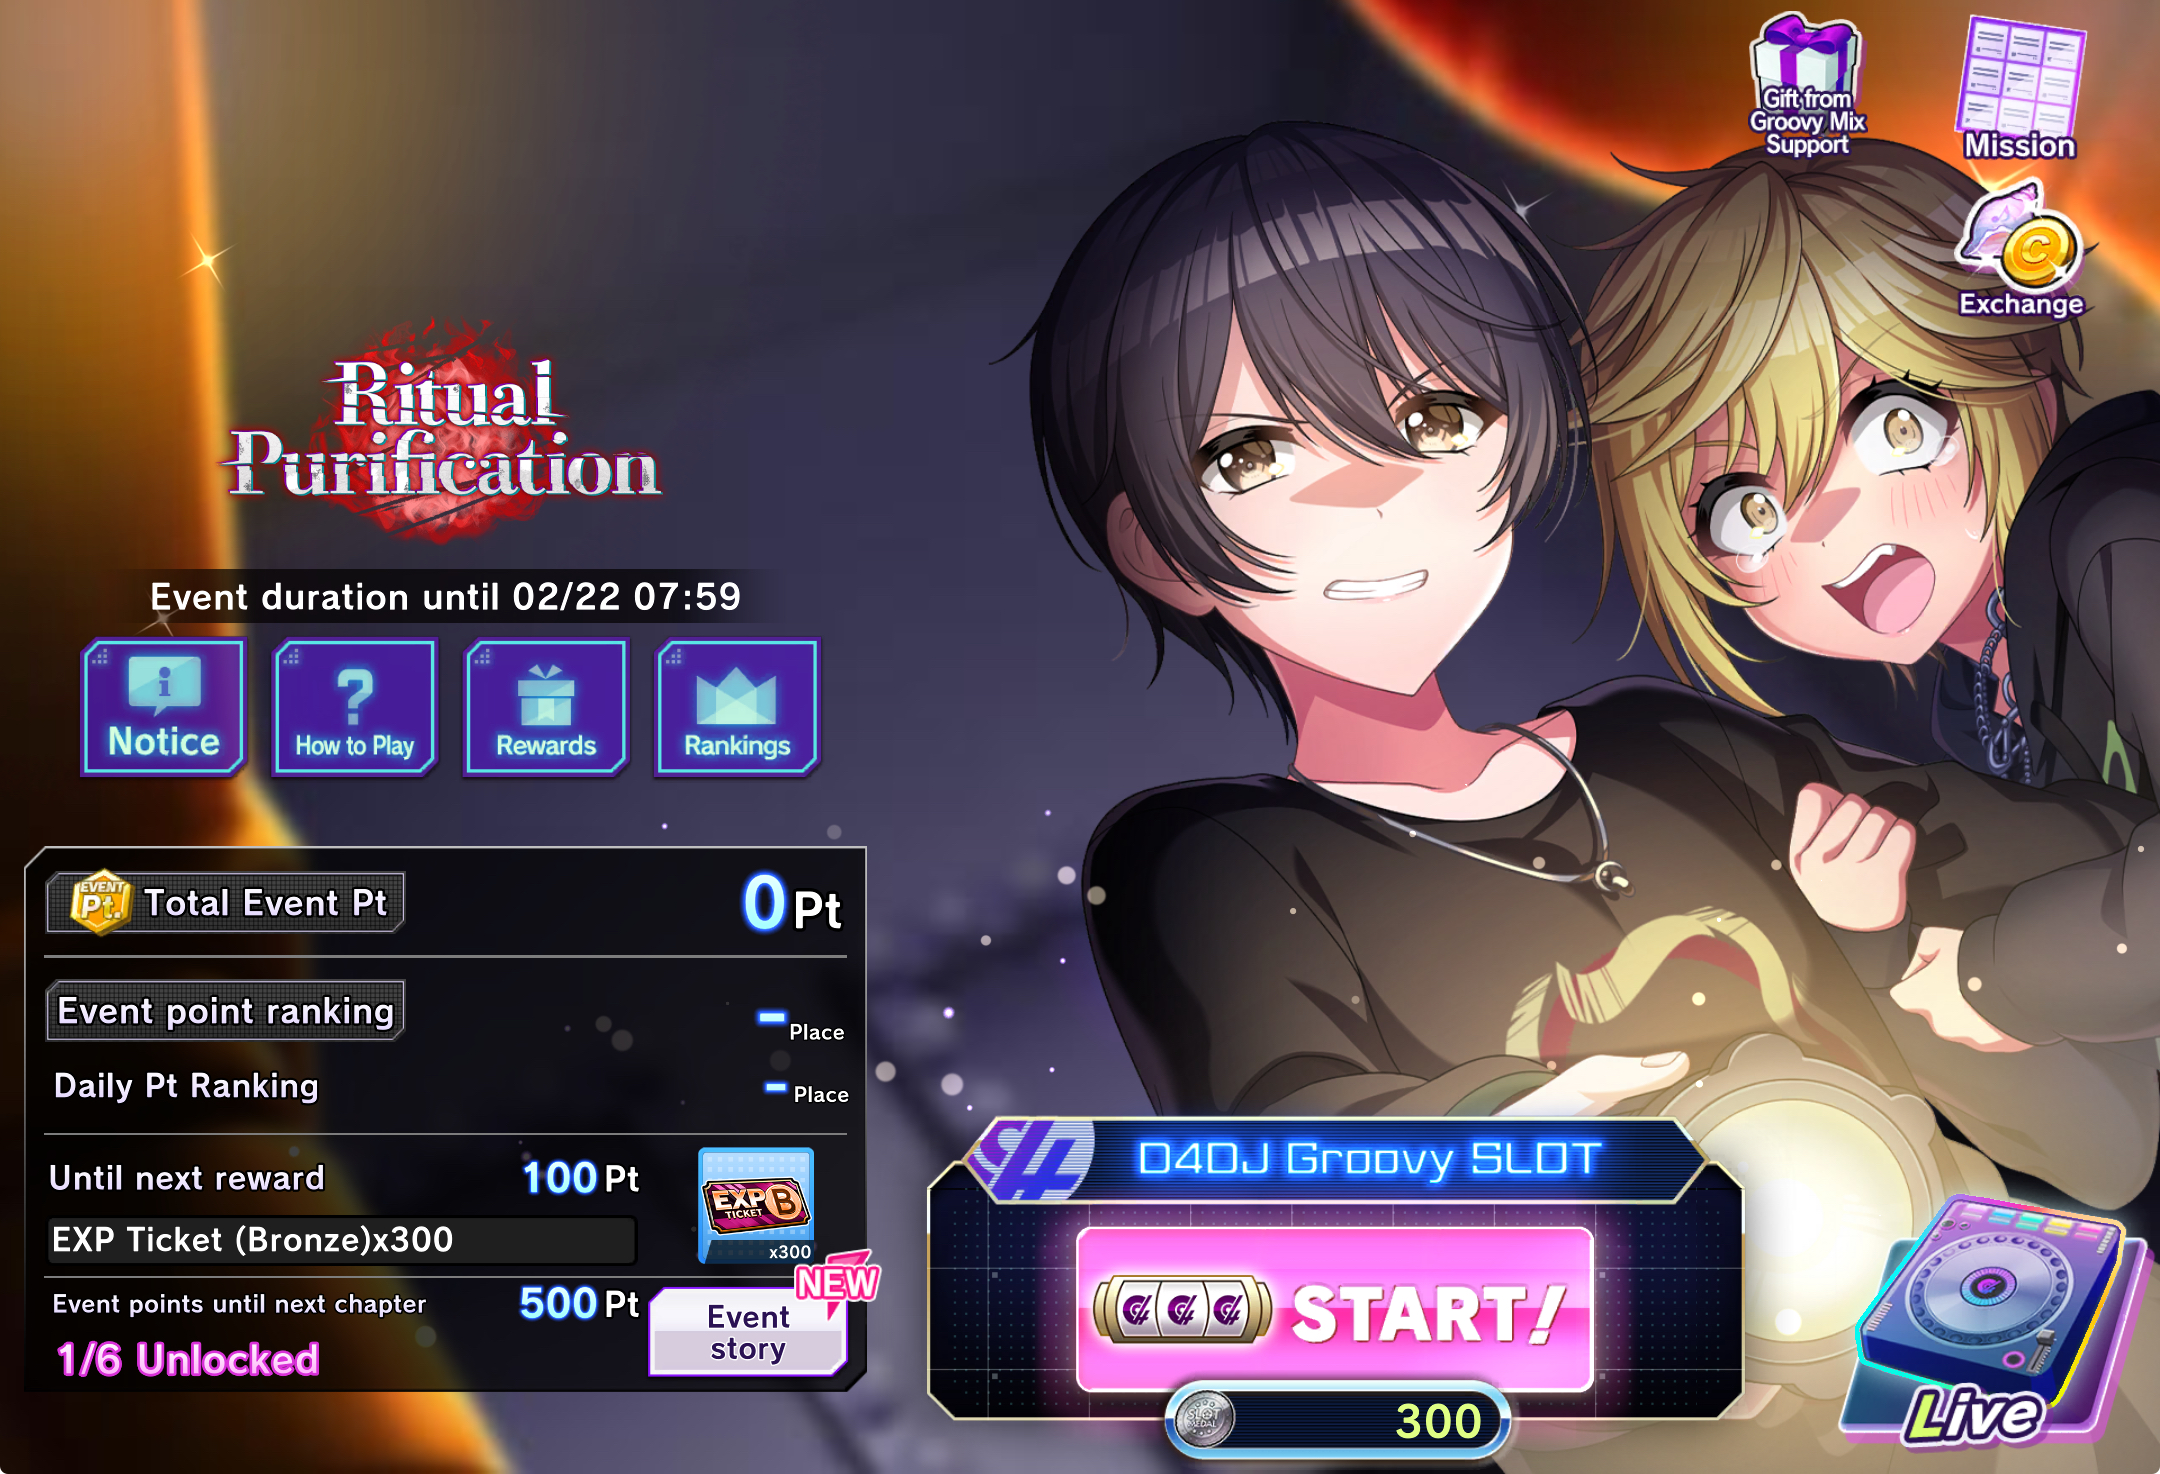 Gift from
Groovy Mix
Support
Mission
Exchange
Ritual
Purification
Event duration until 02/22 07:59
Notice
How to Play
Rewards
Rankings
EVENT
Pt.
Total Event Pt
0 Pt
Event point ranking
- Place
Daily Pt Ranking
- Place
Until next reward
100 Pt
EXP Ticket (Bronze)x300
EXP B
TICKET
x300
Event points until next chapter
500 Pt
1/6 Unlocked
NEW
Event
story
D4DJ Groovy SLOT
START!
SLOT
MEDAL
300
Live